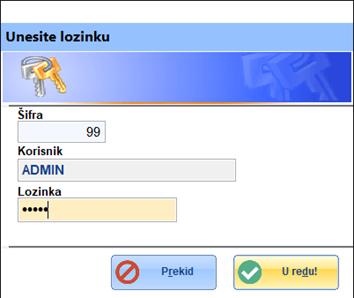 Unesite lozinku
Šifra
99
Korisnik
ADMIN
Lozinka
•••••
Prekid
U redu!